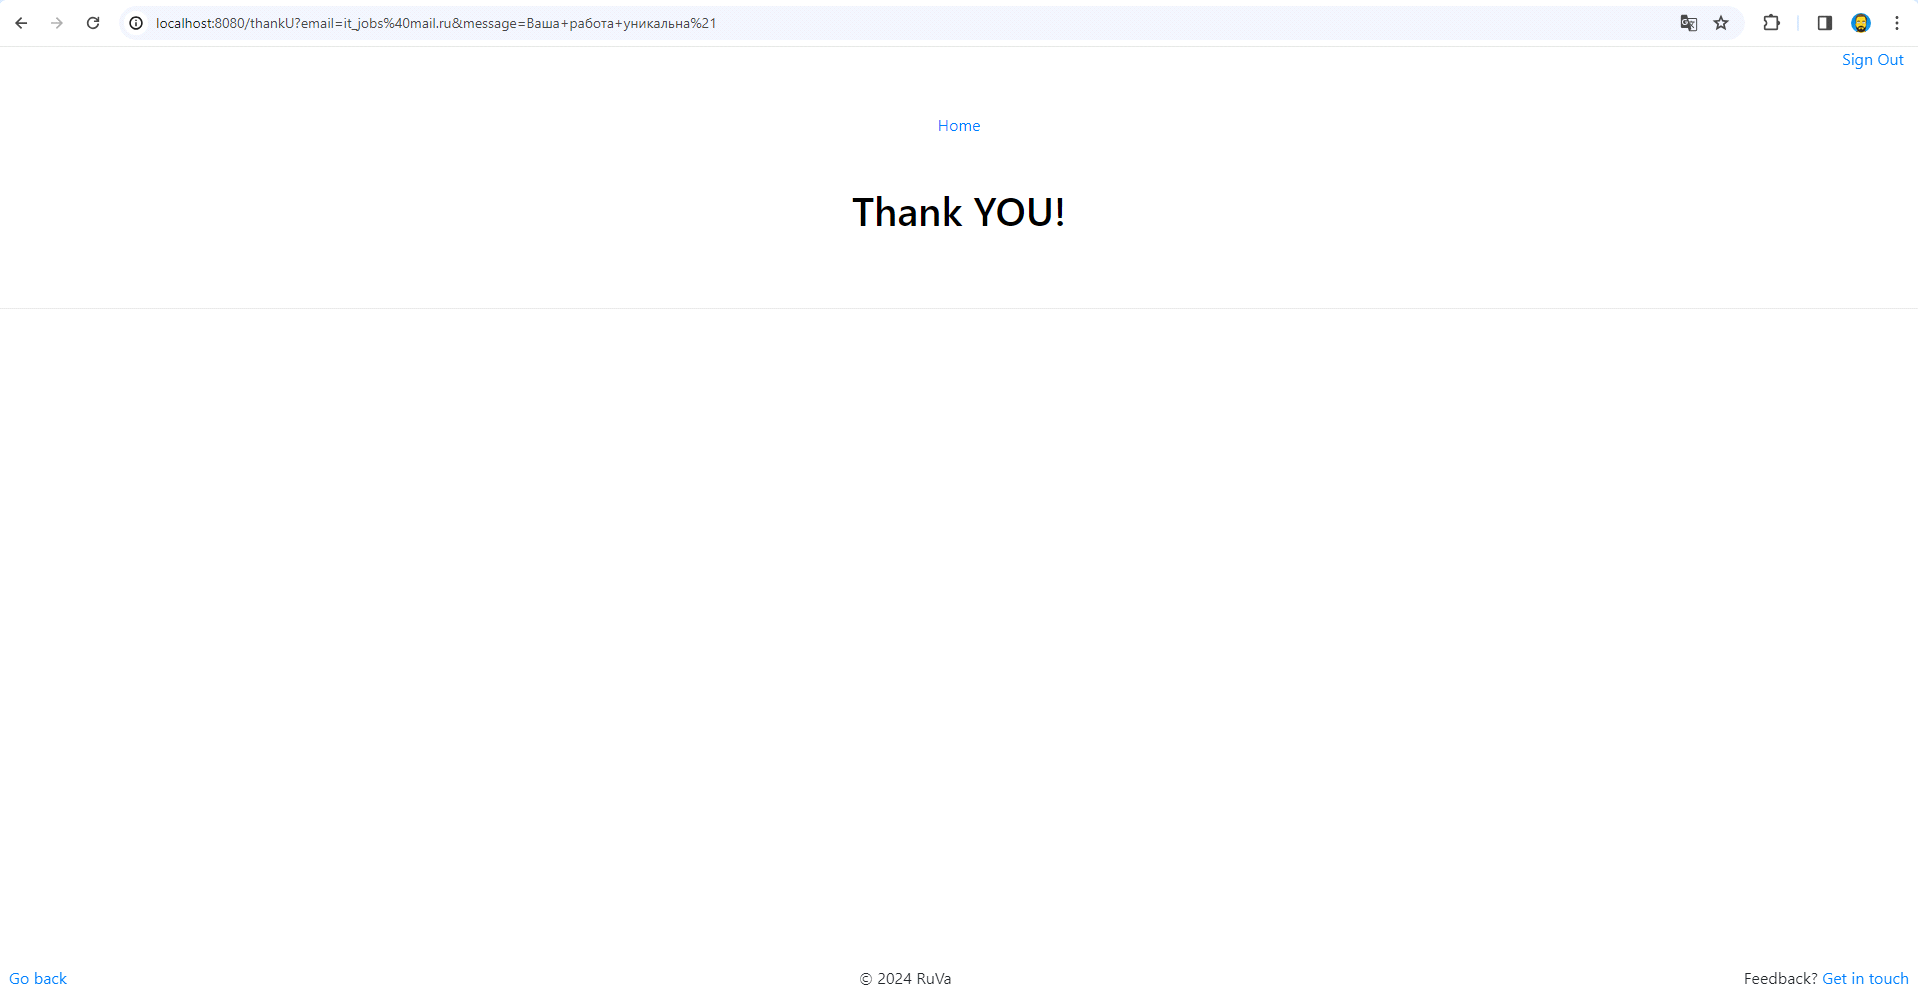 localhost:8080/thankU?email=it_jobs%40mail.ru&message=Ваша+работа+уникальна%21
Sign Out
Home
Thank YOU!
Go back
© 2024 RuVa
Feedback? Get in touch